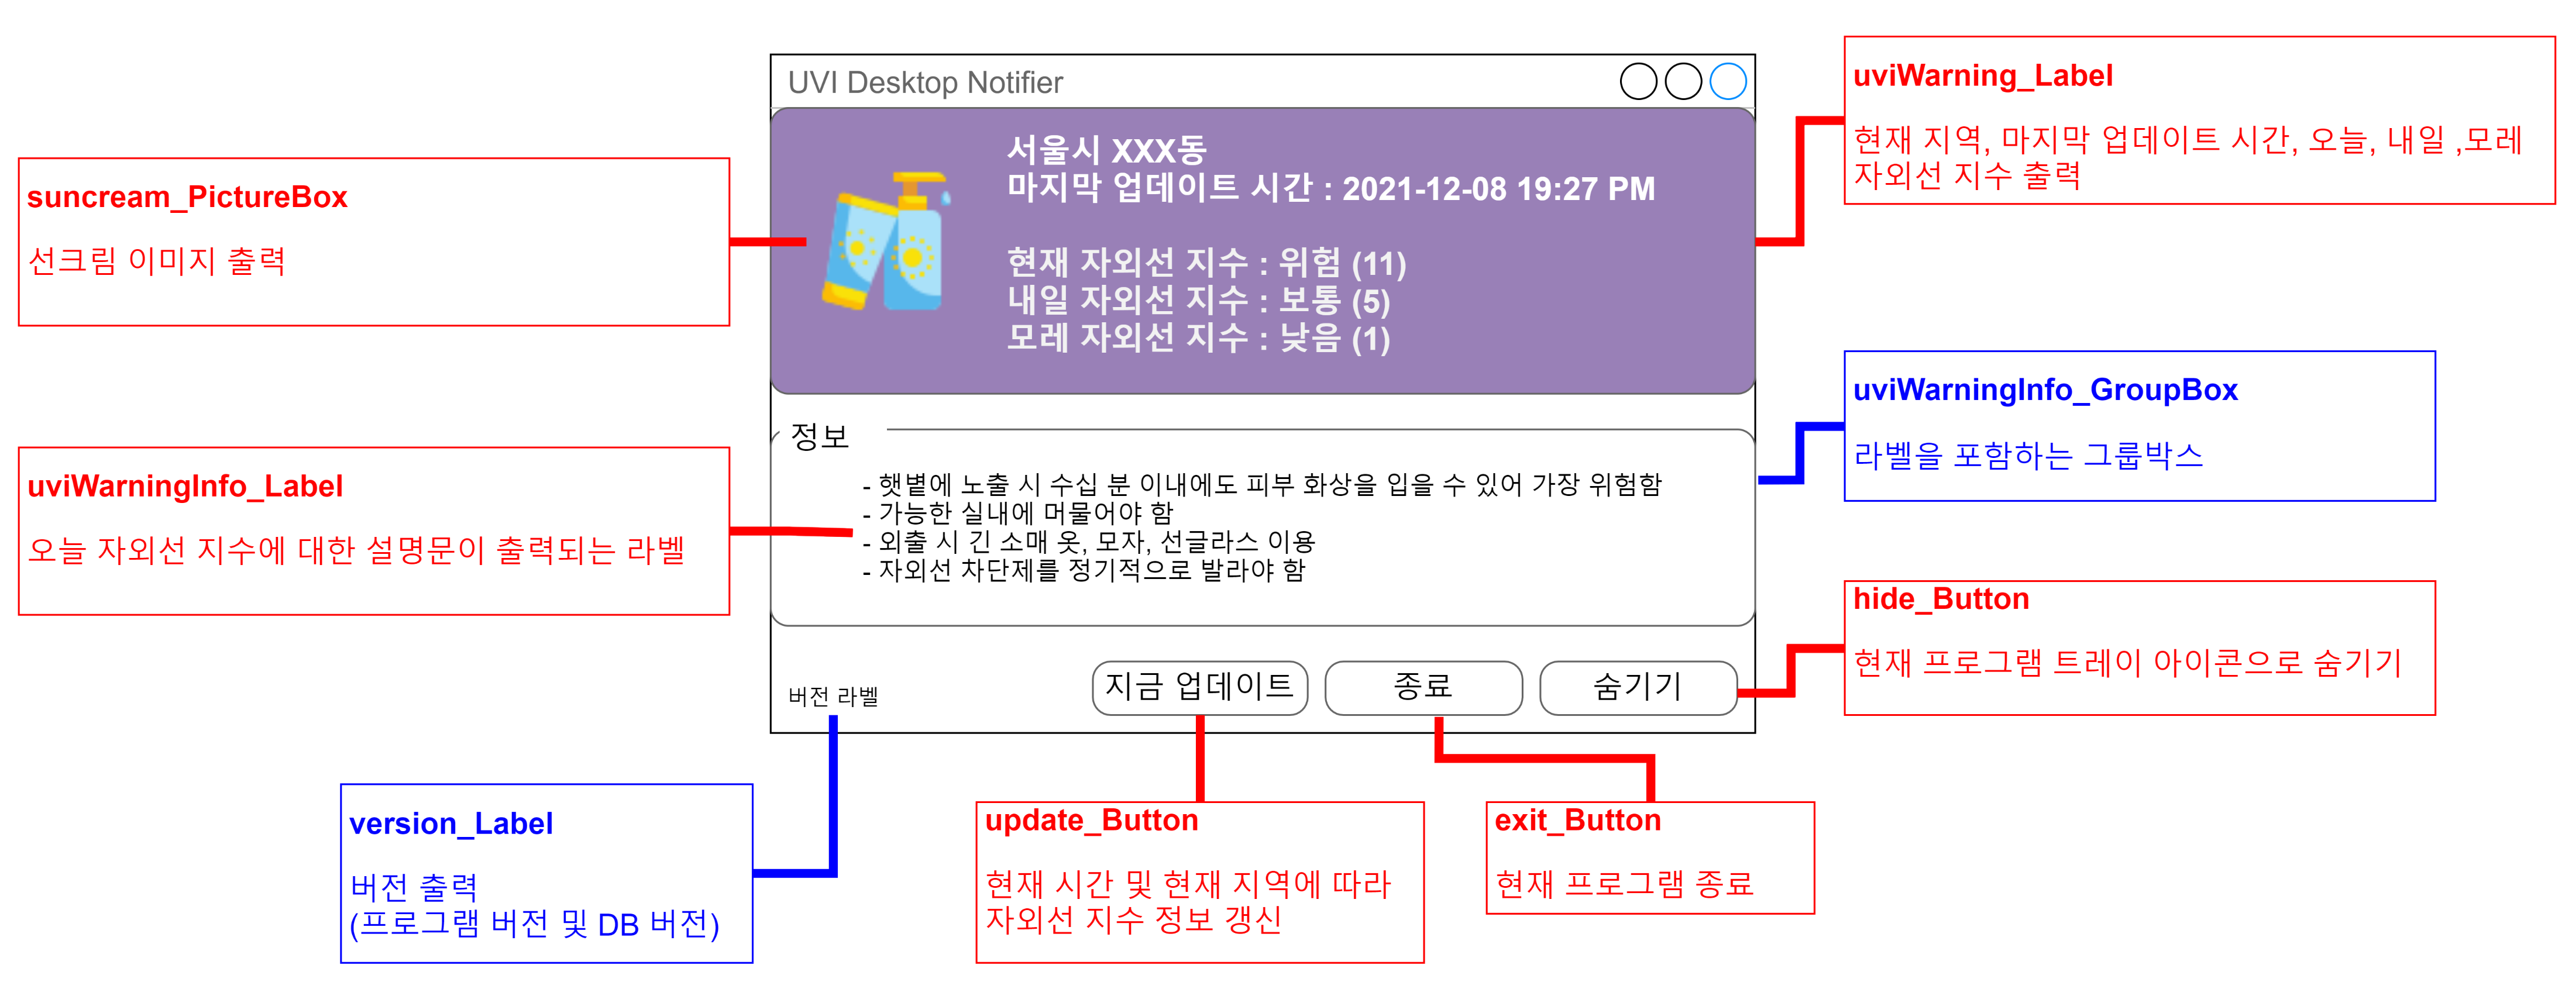 UVI Desktop Notifier
서울시 XXX동
마지막 업데이트 시간 : 2021-12-08 19:27 PM
현재 자외선 지수 : 위험 (11)
내일 자외선 지수 : 보통 (5)
모레 자외선 지수 : 낮음 (1)
정보
- 햇볕에 노출 시 수십 분 이내에도 피부 화상을 입을 수 있어 가장 위험함
- 가능한 실내에 머물어야 함
- 외출 시 긴 소매 옷, 모자, 선글라스 이용
- 자외선 차단제를 정기적으로 발라야 함
버전 라벨
지금 업데이트
종료
숨기기
suncream_PictureBox
선크림 이미지 출력
uviWarningInfo_Label
오늘 자외선 지수에 대한 설명문이 출력되는 라벨
version_Label
버전 출력
(프로그램 버전 및 DB 버전)
update_Button
현재 시간 및 현재 지역에 따라
자외선 지수 정보 갱신
exit_Button
현재 프로그램 종료
uviWarning_Label
현재 지역, 마지막 업데이트 시간, 오늘, 내일 ,모레
자외선 지수 출력
uviWarningInfo_GroupBox
라벨을 포함하는 그룹박스
hide_Button
현재 프로그램 트레이 아이콘으로 숨기기